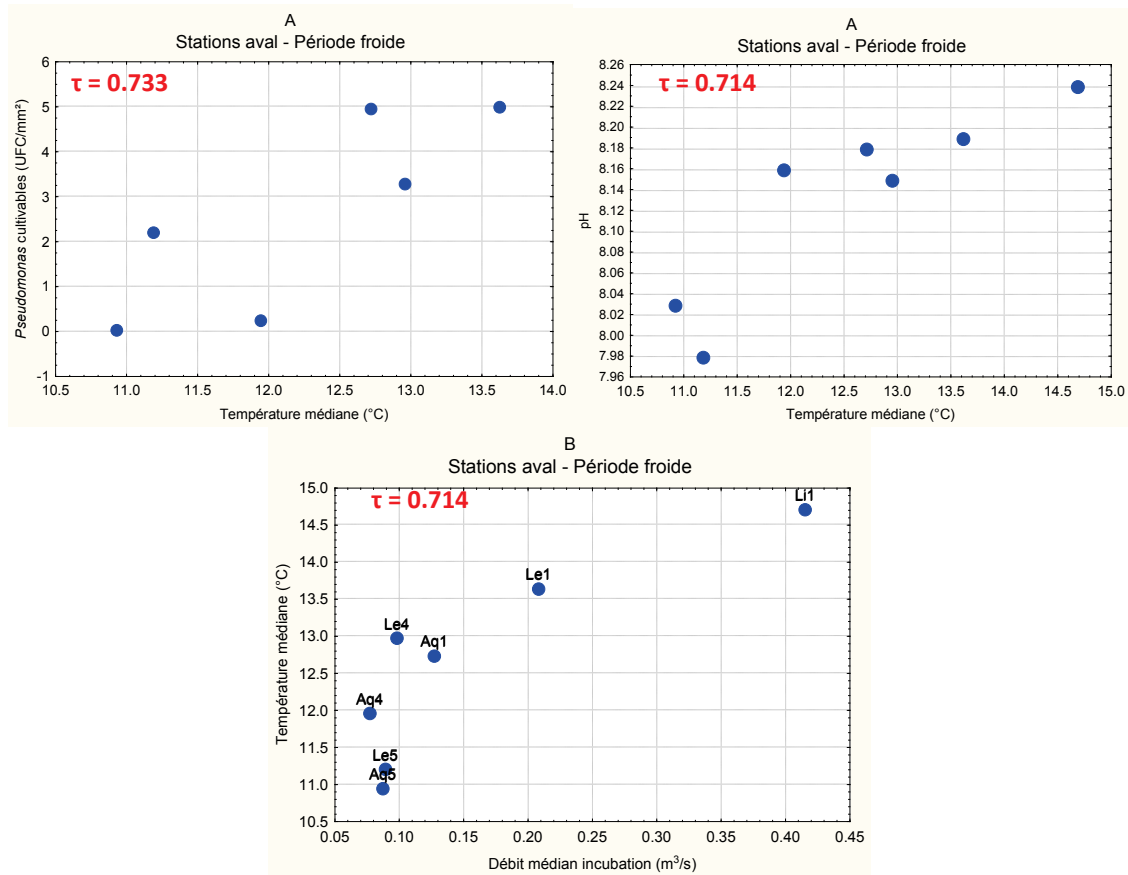 A
Stations aval - Période froide
τ = 0.733
Pseudomonas cultivables (UFC/mm²)
6
5
4
3
2
1
0
-1
10.5 11.0 11.5 12.0 12.5 13.0 13.5 14.0
Température médiane (°C)
A
Stations aval - Période froide
τ = 0.714
pH
8.26
8.24
8.22
8.20
8.18
8.16
8.14
8.12
8.10
8.08
8.06
8.04
8.02
8.00
7.98
7.96
10.5 11.0 11.5 12.0 12.5 13.0 13.5 14.0 14.5 15.0
Température médiane (°C)
B
Stations aval - Période froide
τ = 0.714
Température médiane (°C)
15.0
14.5
14.0
13.5
13.0
12.5
12.0
11.5
11.0
10.5
Li1
Le1
Le4
Aq1
Aq4
Le5
Aq5
0.05 0.10 0.15 0.20 0.25 0.30 0.35 0.40 0.45
Débit médian incubation (m³/s)